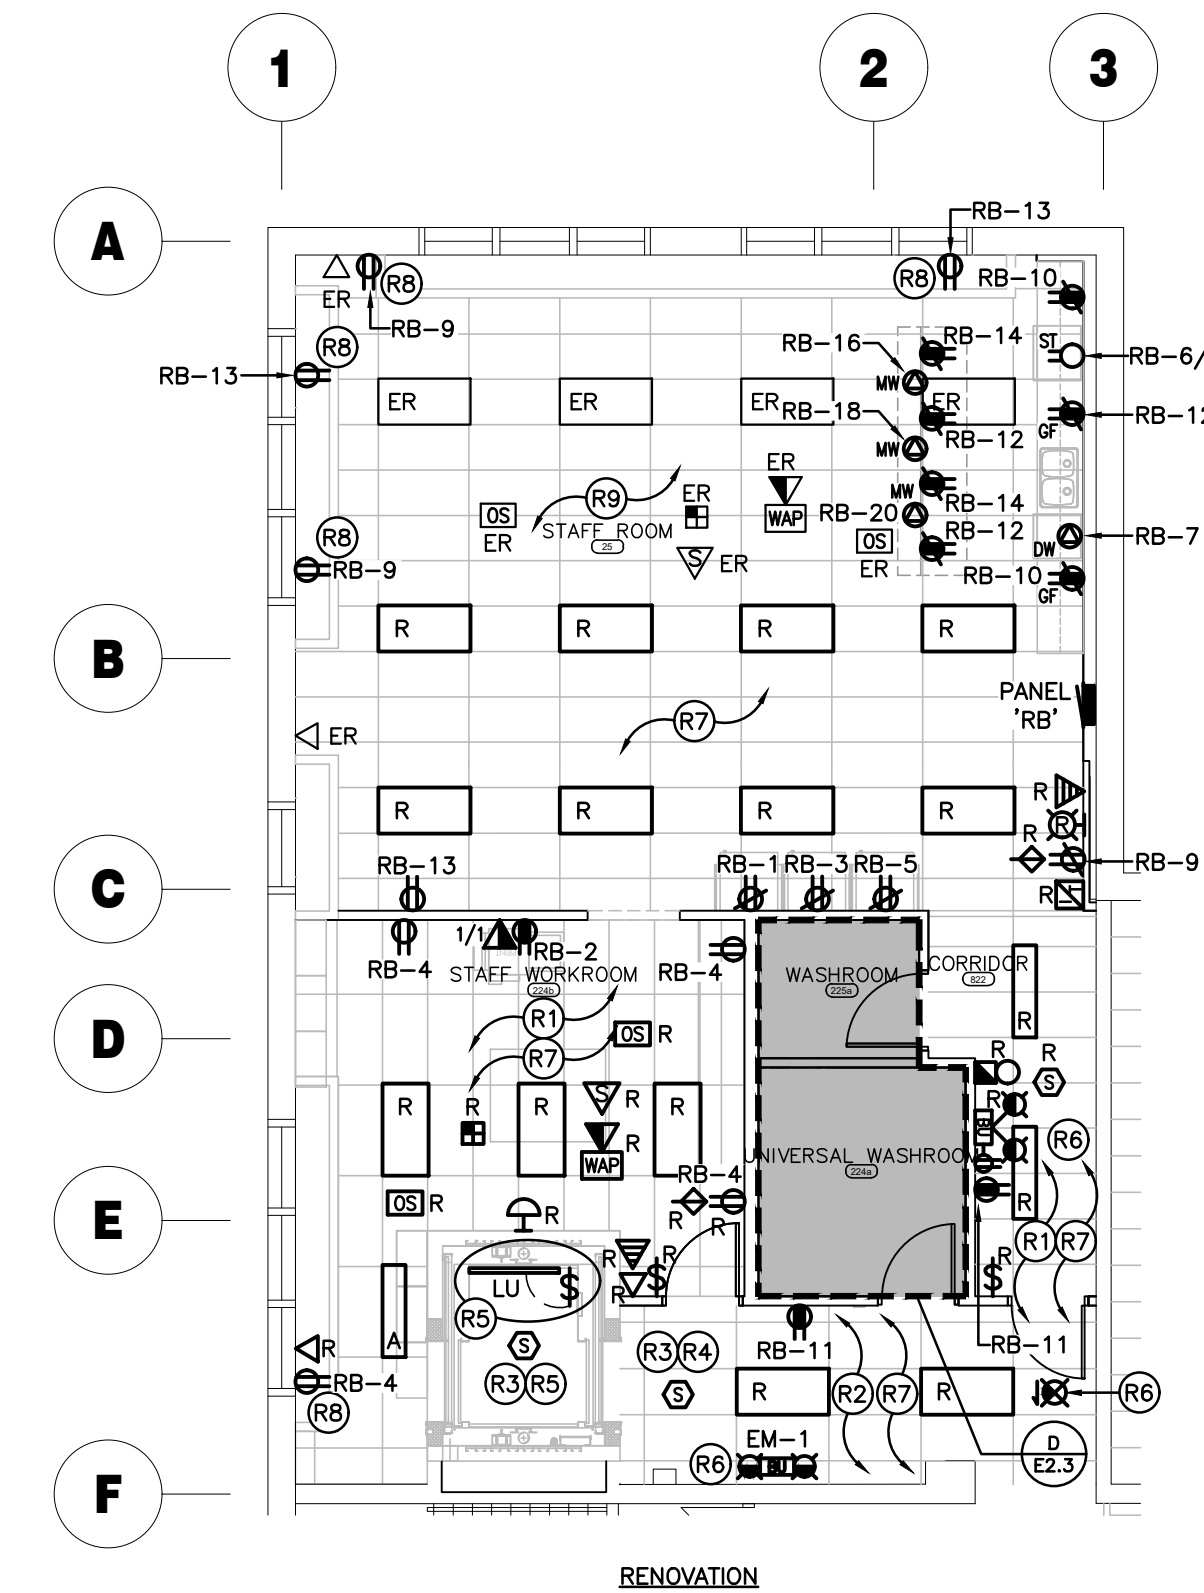 1
2
3
A
RB-13
ER
R8
R8
RB-10
RB-9
R8
RB-14
RB-16
ST
RB-6/
RB-13
MW
ER
ER
ER
ER
RB-18
RB-12
RB-12
GF
MW
ER
R9
ER
MW
RB-14
OS
WAP
RB-20
STAFF ROOM
25
R8
ER
OS
RB-12
DW
RB-7
S
ER
ER
RB-9
RB-10
GF
B
R
R
R
R
PANEL
'RB'
R7
ER
R
R
R
R
R
R
R
C
RB-13
RB-1
RB-3
RB-5
RB-9
R
1/1
RB-2
RB-4
RB-4
STAFF WORKROOM
224b
WASHROOM
225a
CORRIDOR
822
R1
D
OS
R
R
R7
R
R
S
R
R
R
R
S
R
R
BU
R6
R
WAP
UNIVERSAL WASHROOM
224a
RB-4
E
OS
R
R
R
R
R
R
R
R
$
R
R1
R7
$
LU
$
R
R5
RB-11
RB-11
R
A
S
R3
R4
RB-4
R3
R5
S
R
R2
R7
R
R6
R8
EM-1
D
E2.3
F
R6
BU
RENOVATION